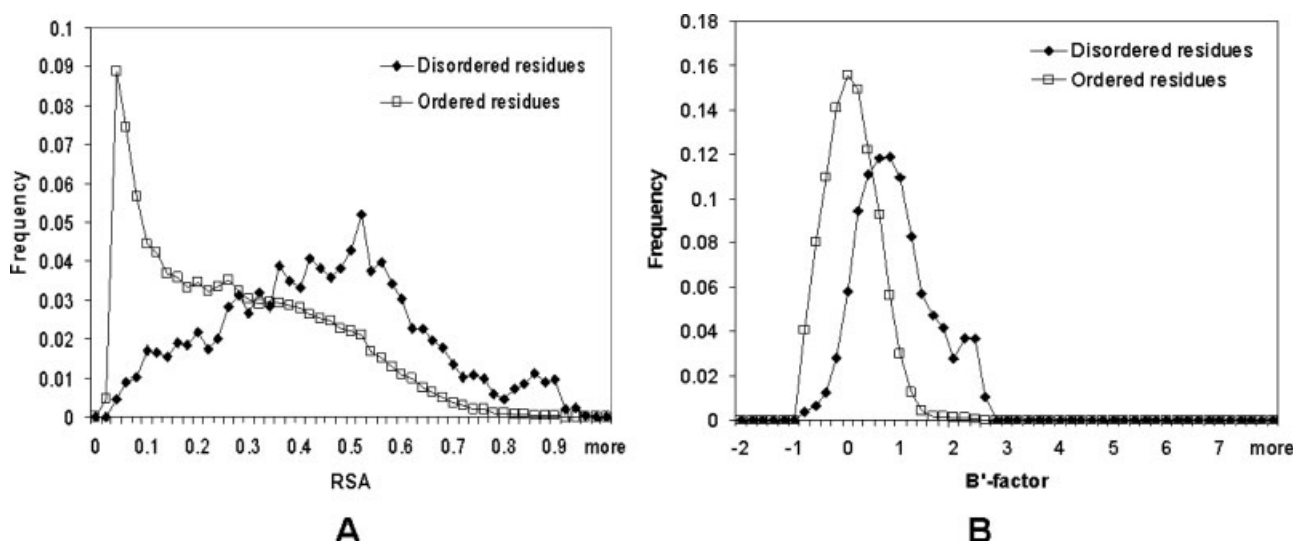 0.1
0.09
0.08
0.07
0.06
0.05
0.04
0.03
0.02
0.01
0
Frequency
Disordered residues
Ordered residues
0 0.1 0.2 0.3 0.4 0.5 0.6 0.7 0.8 0.9 more
RSA
A
0.18
0.16
0.14
0.12
0.10
0.08
0.06
0.04
0.02
0
Frequency
Disordered residues
Ordered residues
-2 -1 0 1 2 3 4 5 6 7 more
B'-factor
B